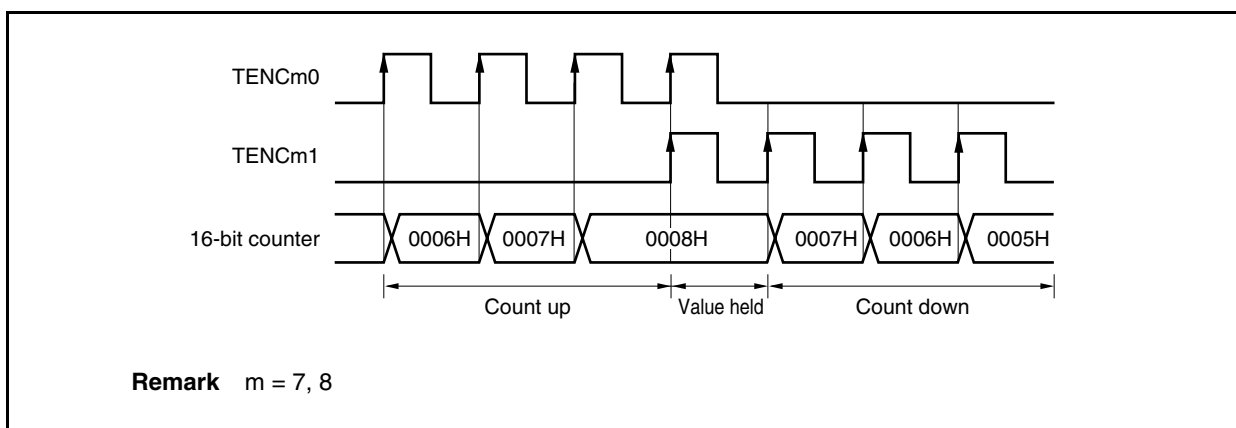 TENCm0
TENCm1
16-bit counter 0006H 0007H 0008H 0007H 0006H 0005H
Count up Value held Count down
Remark m = 7, 8